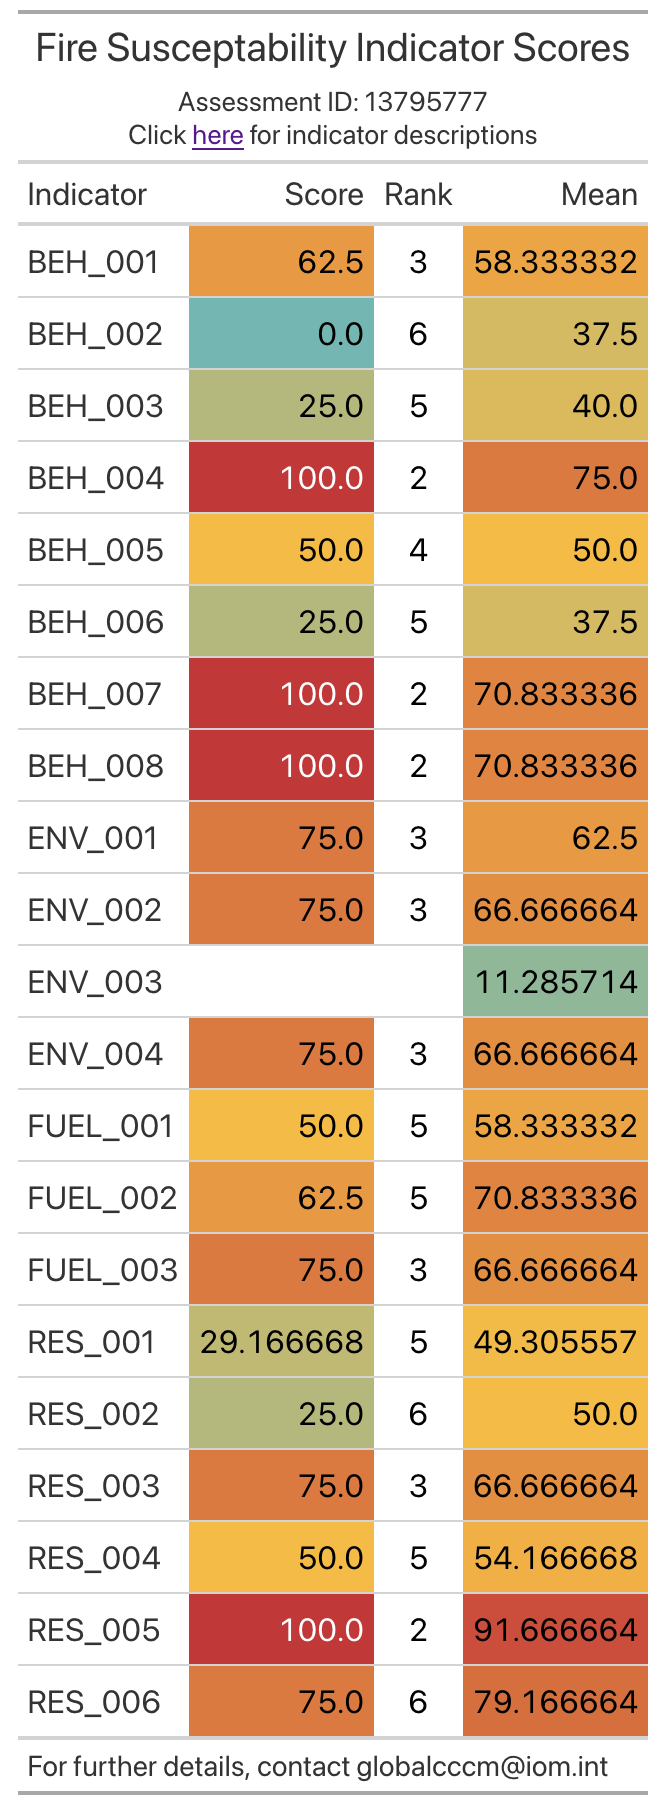 Fire Susceptability Indicator Scores
Assessment ID: 13795777
Click here for indicator descriptions
Indicator Score Rank Mean
BEH_001 62.5 3 58.333332
BEH_002 0.0 6 37.5
BEH_003 25.0 5 40.0
BEH_004 100.0 2 75.0
BEH_005 50.0 4 50.0
BEH_006 25.0 5 37.5
BEH_007 100.0 2 70.833336
BEH_008 100.0 2 70.833336
ENV_001 75.0 3 62.5
ENV_002 75.0 3 66.666664
ENV_003 11.285714
ENV_004 75.0 3 66.666664
FUEL_001 50.0 5 58.333332
FUEL_002 62.5 5 70.833336
FUEL_003 75.0 3 66.666664
RES_001 29.166668 5 49.305557
RES_002 25.0 6 50.0
RES_003 75.0 3 66.666664
RES_004 50.0 5 54.166668
RES_005 100.0 2 91.666664
RES_006 75.0 6 79.166664
For further details, contact globalcccm@iom.int